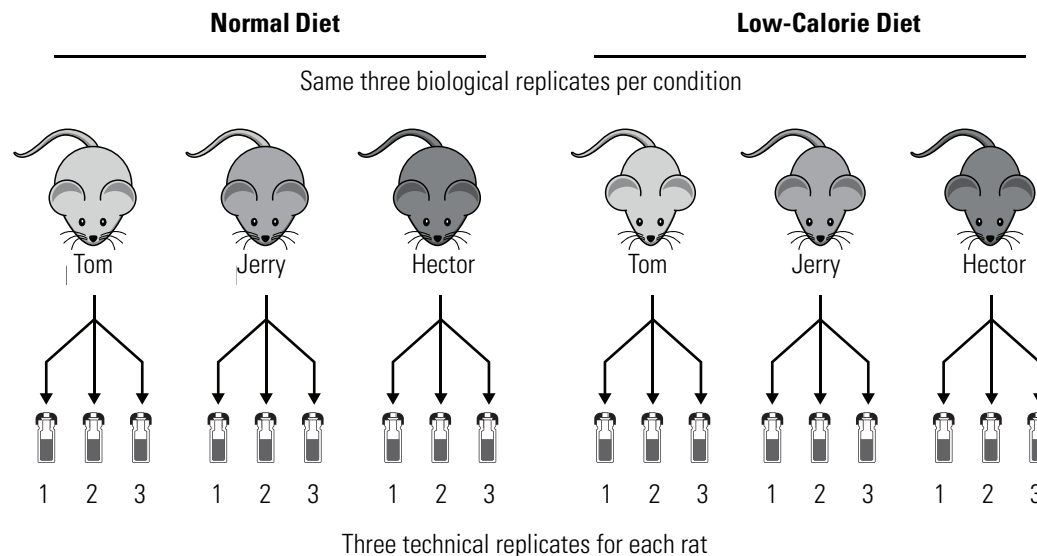 Normal Diet Low-Calorie Diet
Same three biological replicates per condition
Tom Jerry Hector Tom Jerry Hector
1 2 3 1 2 3 1 2 3 1 2 3 1 2 3 1 2 3
Three technical replicates for each rat